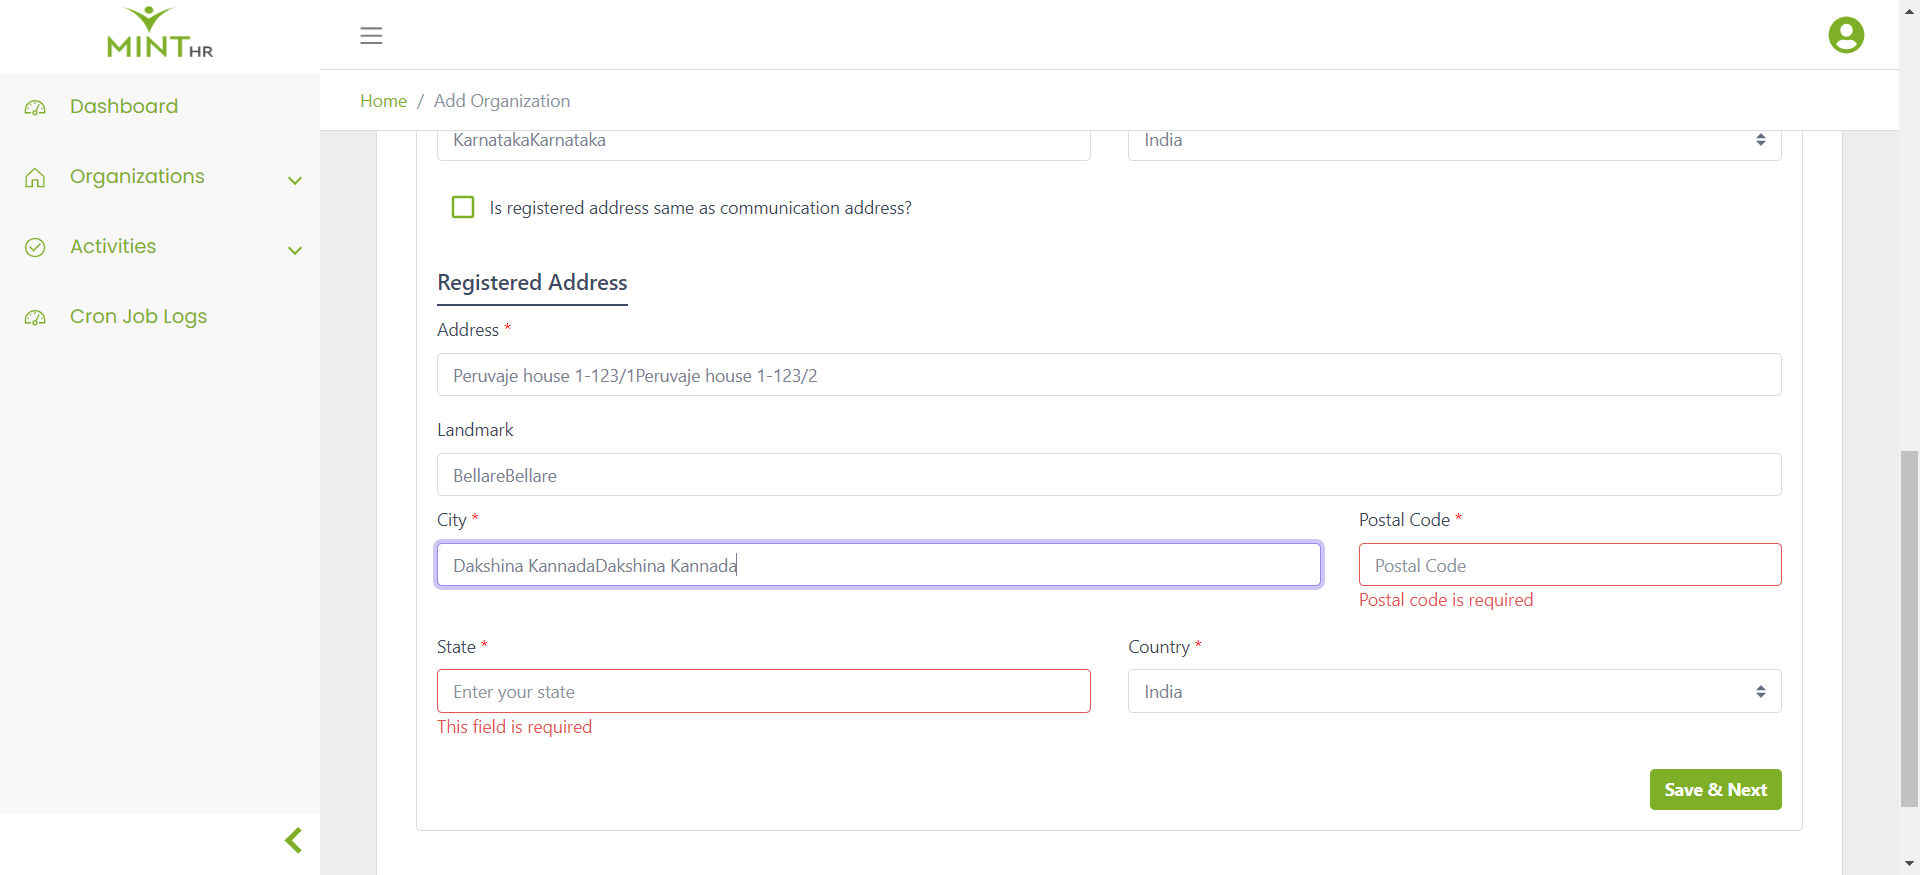 MINT HR
Dashboard
Organizations
Activities
Cron Job Logs
Home / Add Organization
KarnatakaKarnataka
India
Is registered address same as communication address?
Registered Address
Address *
Peruvaje house 1-123/1Peruvaje house 1-123/2
Landmark
BellareBellare
City *
Postal Code *
Dakshina KannadaDakshina Kannada
Postal Code
Postal code is required
State *
Country *
Enter your state
India
This field is required
Save & Next